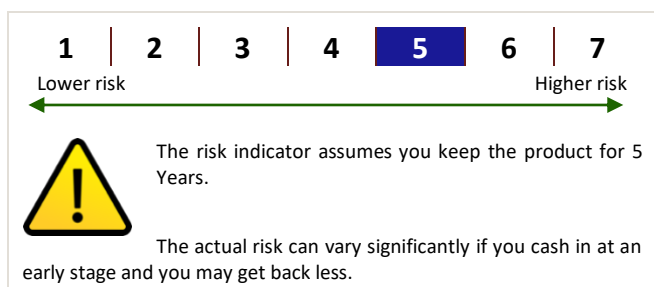 1 2 3 4 5 6 7
Lower risk Higher risk
The risk indicator assumes you keep the product for 5
Years.
The actual risk can vary significantly if you cash in at an
early stage and you may get back less.